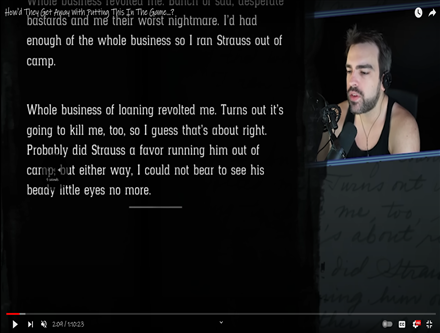 Whole business revolted me. Bunch of sad, desperate
How'd They Get Away With Putting This In The Game...?
bastards and me their worst nightmare. I'd had
enough of the whole business so I ran Strauss out of
camp.
Whole business of loaning revolted me. Turns out it's
going to kill me, too, so I guess that's about right.
Probably did Strauss a favor running him out of
camp, but either way, I could not bear to see his
beady little eyes no more.
2:09 / 1:10:23